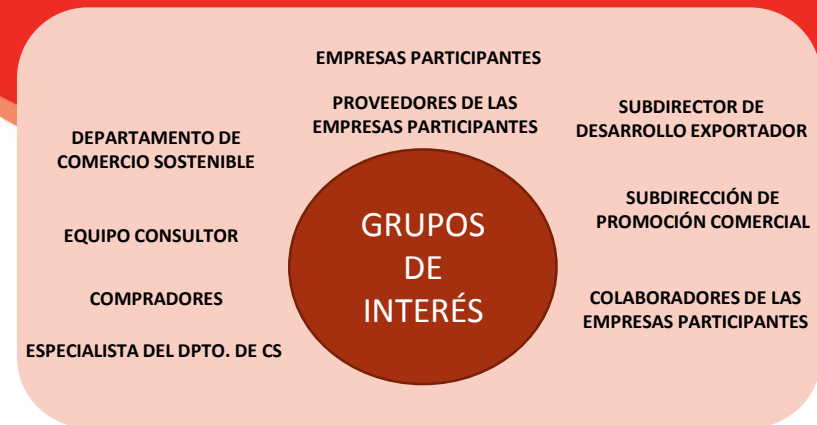 EMPRESAS PARTICIPANTES
PROVEEDORES DE LAS
EMPRESAS PARTICIPANTES
SUBDIRECTOR DE
DESARROLLO EXPORTADOR
DEPARTAMENTO DE
COMERCIO SOSTENIBLE
SUBDIRECCIÓN DE
PROMOCIÓN COMERCIAL
EQUIPO CONSULTOR
GRUPOS
DE
INTERÉS
COMPRADORES
COLABORADORES DE LAS
EMPRESAS PARTICIPANTES
ESPECIALISTA DEL DPTO. DE CS